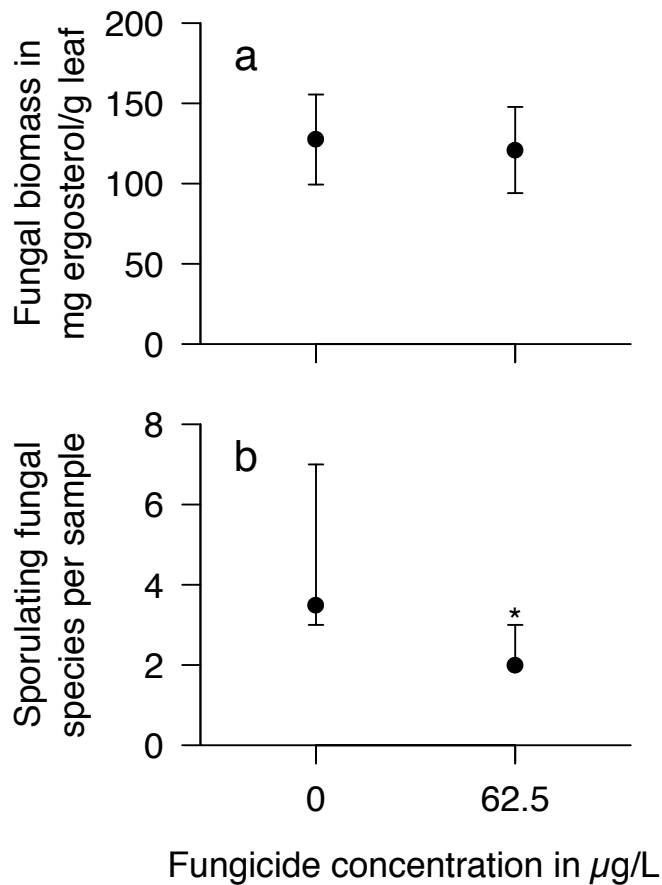 Fungal biomass in
mg ergosterol/g leaf
200
150
100
50
0
a
Sporulating fungal
species per sample
8
6
4
2
0
b
*
0 62.5
Fungicide concentration in µg/L